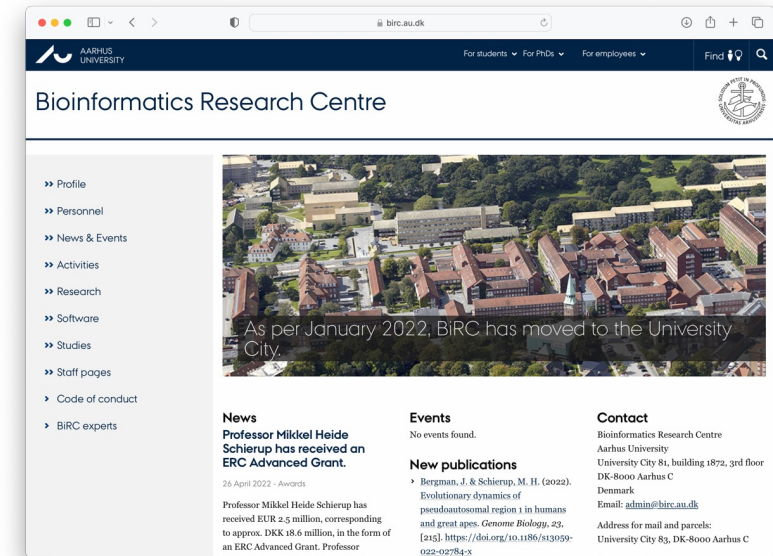 birc.au.dk
AARHUS
UNIVERSITY
For students
For PhDs
For employees
Find
Bioinformatics Research Centre
Profile
Personnel
News & Events
Activities
Research
Software
Studies
Staff pages
Code of conduct
BiRC experts
As per January 2022, BiRC has moved to the University
City.
News
Professor Mikkel Heide
Schierup has received an
ERC Advanced Grant.
26 April 2022 - Awards
Professor Mikkel Heide Schierup has
received EUR 2.5 million, corresponding
to approx. DKK 18.6 million, in the form of
an ERC Advanced Grant. Professor
Events
No events found.
New publications
Bergman, J. & Schierup, M. H. (2022).
Evolutionary dynamics of
pseudoautosomal region 1 in humans
and great apes. Genome Biology, 23,
[215]. https://doi.org/10.1186/s13059-
022-02784-x
Contact
Bioinformatics Research Centre
Aarhus University
University City 81, building 1872, 3rd floor
DK-8000 Aarhus C
Denmark
Email: admin@birc.au.dk
Address for mail and parcels:
University City 83, DK-8000 Aarhus C